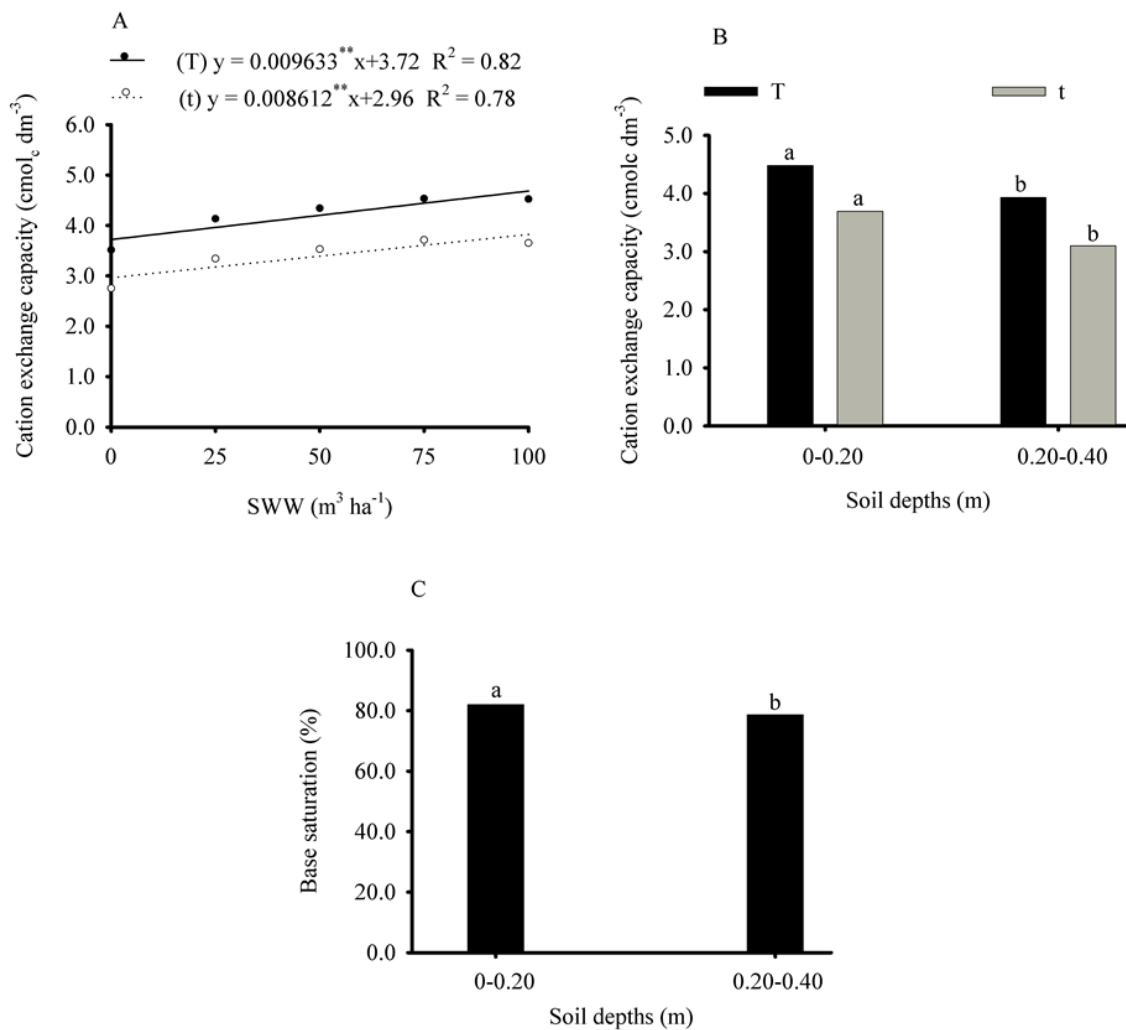 A
(T) y = 0.009633**x+3.72 R² = 0.82
(t) y = 0.008612**x+2.96 R² = 0.78
6.0
5.0
4.0
3.0
2.0
1.0
0.0
Cation exchange capacity (cmolc dm⁻³)
0 25 50 75 100
SWW (m³ ha⁻¹)
B
T t
5.0
4.0
3.0
2.0
1.0
0.0
Cation exchange capacity (cmolc dm⁻³)
a
a
b
b
0-0.20 0.20-0.40
Soil depths (m)
C
100.0
80.0
60.0
40.0
20.0
0.0
Base saturation (%)
a
b
0-0.20 0.20-0.40
Soil depths (m)